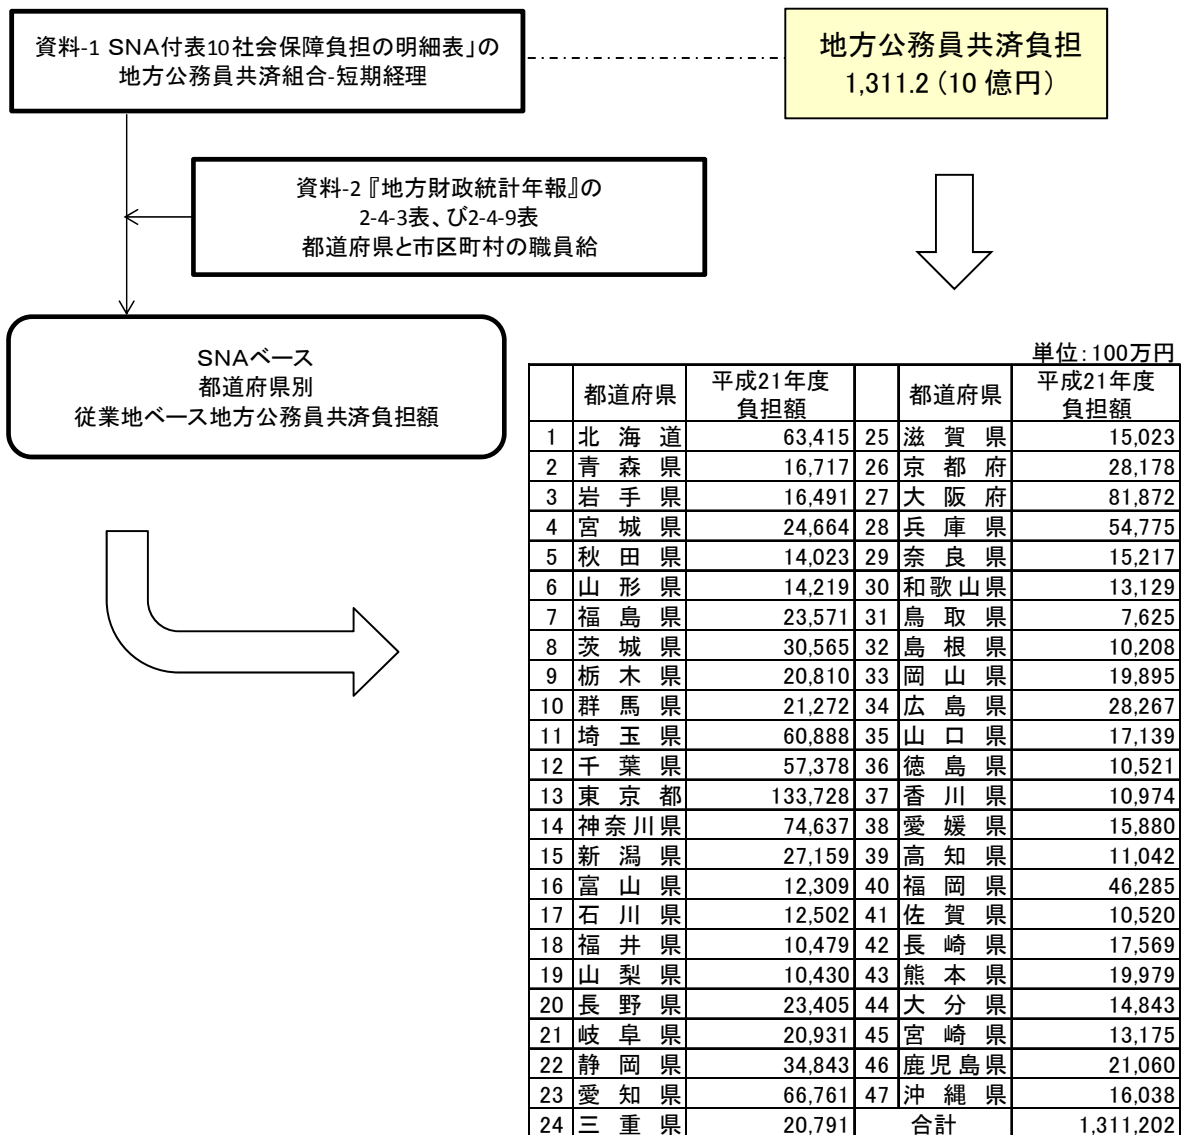 資料-1 SNA付表10社会保障負担の明細表」の
地方公務員共済組合-短期経理
地方公務員共済負担
1,311.2 (10 億円)
資料-2『地方財政統計年報』の
2-4-3表、び2-4-9表
都道府県と市区町村の職員給
SNAベース
都道府県別
従業地ベース地方公務員共済負担額
単位:100万円
都道府県 平成21年度 都道府県 平成21年度
負担額 負担額
1 北海道 63,415 25 滋賀県 15,023
2 青森県 16,717 26 京都府 28,178
3 岩手県 16,491 27 大阪府 81,872
4 宮城県 24,664 28 兵庫県 54,775
5 秋田県 14,023 29 奈良県 15,217
6 山形県 14,219 30 和歌山県 13,129
7 福島県 23,571 31 鳥取県 7,625
8 茨城県 30,565 32 島根県 10,208
9 栃木県 20,810 33 岡山県 19,895
10 群馬県 21,272 34 広島県 28,267
11 埼玉県 60,888 35 山口県 17,139
12 千葉県 57,378 36 徳島県 10,521
13 東京都 133,728 37 香川県 10,974
14 神奈川県 74,637 38 愛媛県 15,880
15 新潟県 27,159 39 高知県 11,042
16 富山県 12,309 40 福岡県 46,285
17 石川県 12,502 41 佐賀県 10,520
18 福井県 10,479 42 長崎県 17,569
19 山梨県 10,430 43 熊本県 19,979
20 長野県 23,405 44 大分県 14,843
21 岐阜県 20,931 45 宮崎県 13,175
22 静岡県 34,843 46 鹿児島県 21,060
23 愛知県 66,761 47 沖縄県 16,038
24 三重県 20,791 合計 1,311,202